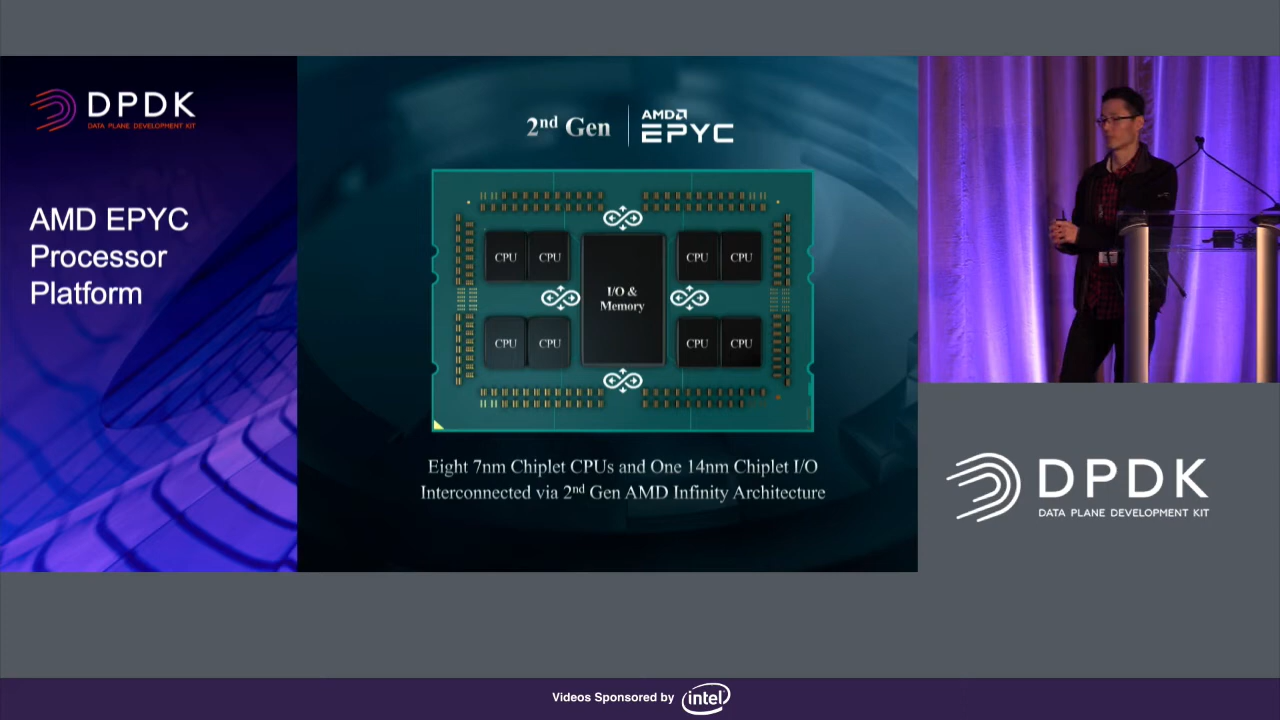 DPDK
DATA PLANE DEVELOPMENT KIT
AMD EPYC
Processor
Platform
2nd Gen
AMD
EPYC
CPU CPU
CPU CPU
I/O &
Memory
CPU CPU
CPU CPU
Eight 7nm Chiplet CPUs and One 14nm Chiplet I/O
Interconnected via 2nd Gen AMD Infinity Architecture
DPDK
DATA PLANE DEVELOPMENT KIT
Videos Sponsored by intel